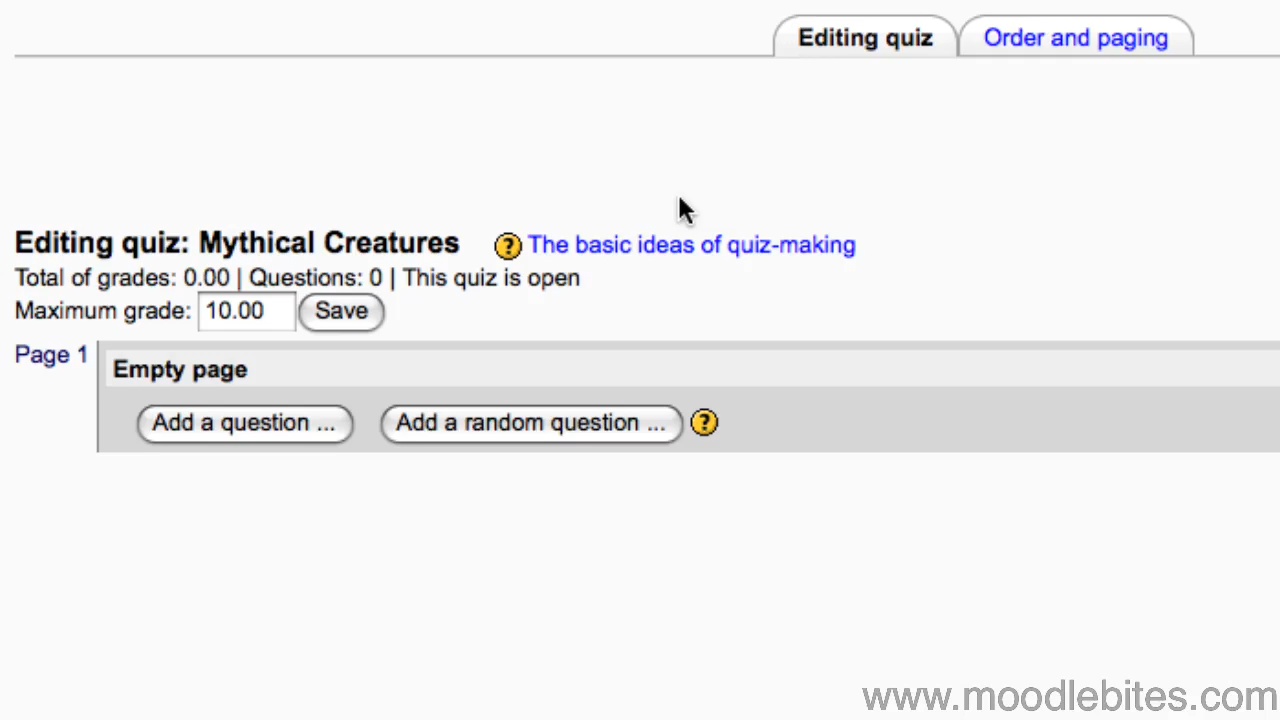 Editing quiz
Order and paging
Editing quiz: Mythical Creatures
? The basic ideas of quiz-making
Total of grades: 0.00 | Questions: 0 | This quiz is open
Maximum grade: 10.00 Save
Page 1
Empty page
Add a question ...
Add a random question ... ?
www.moodlebites.com